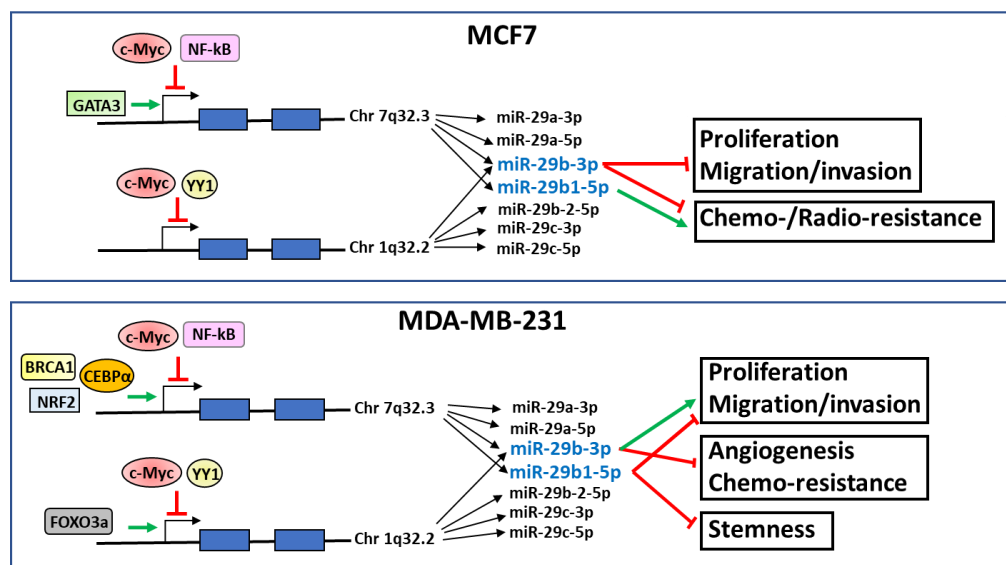 MCF7
c-Myc
NF-kB
GATA3
Chr 7q32.3
miR-29a-3p
miR-29a-5p
miR-29b-3p
miR-29b1-5p
miR-29b-2-5p
miR-29c-3p
miR-29c-5p
Proliferation
Migration/invasion
Chemo-/Radio-resistance
c-Myc
YY1
Chr 1q32.2
MDA-MB-231
c-Myc
NF-kB
BRCA1
CEBPα
NRF2
Chr 7q32.3
miR-29a-3p
miR-29a-5p
miR-29b-3p
miR-29b1-5p
miR-29b-2-5p
miR-29c-3p
miR-29c-5p
Proliferation
Migration/invasion
Angiogenesis
Chemo-resistance
Stemness
c-Myc
YY1
FOXO3a
Chr 1q32.2